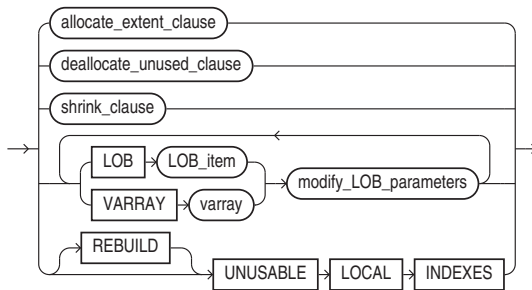 allocate_extent_clause
deallocate_unused_clause
shrink_clause
LOB LOB_item
modify_LOB_parameters
VARRAY varray
REBUILD
UNUSABLE LOCAL INDEXES